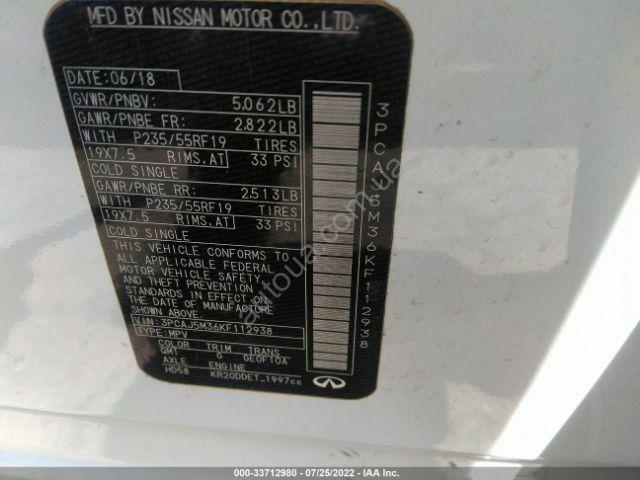 MFD BY NISSAN MOTOR CO.,LTD.
DATE:06/18
GVWR/PNBV: 5.062LB
GAWR/PNBE FR: 2.822LB
WITH P235/55RF19 TIRES
19X7.5 RIMS.AT 33 PSI
COLD SINGLE
GAWR/PNBE RR: 2.513LB
WITH P235/55RF19 TIRES
19X7.5 RIMS.AT 33 PSI
COLD SINGLE
THIS VEHICLE CONFORMS TO
ALL APPLICABLE FEDERAL
MOTOR VEHICLE SAFETY
AND THEFT PREVENTION
STANDARDS IN EFFECT ON
THE DATE OF MANUFACTURE
SHOWN ABOVE.
VIN: 3PCAJ5M36KF112938
TYPE: MPV
COLOR TRIM TRANS
GMT G GE0F10A
AXLE ENGINE
HD58 KR20DDET 1997cc
INFINITI
3PCAJ5M36KF112938
autoua.com
000-33712980 - 07/25/2022 - IAA Inc.